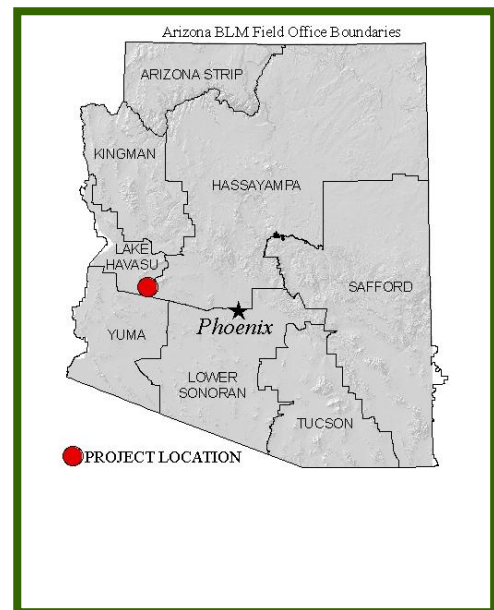 Arizona BLM Field Office Boundaries
ARIZONA STRIP
KINGMAN
HASSAYAMPA
LAKE
HAVASU
SAFFORD
YUMA
Phoenix
LOWER
SONORAN
TUCSON
PROJECT LOCATION